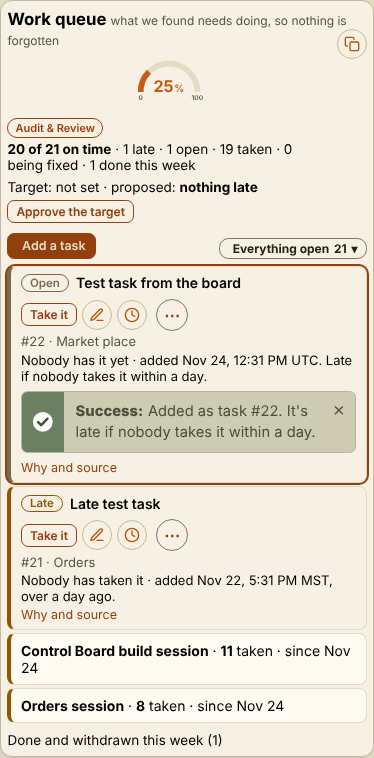 Work queue what we found needs doing, so nothing is
forgotten
25%
0 100
Audit & Review
20 of 21 on time · 1 late · 1 open · 19 taken · 0
being fixed · 1 done this week
Target: not set · proposed: nothing late
Approve the target
Add a task
Everything open 21 ▾
Open Test task from the board
Take it
#22 · Market place
Nobody has it yet · added Nov 24, 12:31 PM UTC. Late
if nobody takes it within a day.
Success: Added as task #22. It's
late if nobody takes it within a day.
Why and source
Late Late test task
Take it
#21 · Orders
Nobody has taken it · added Nov 22, 5:31 PM MST,
over a day ago.
Why and source
Control Board build session · 11 taken · since Nov
24
Orders session · 8 taken · since Nov 24
Done and withdrawn this week (1)